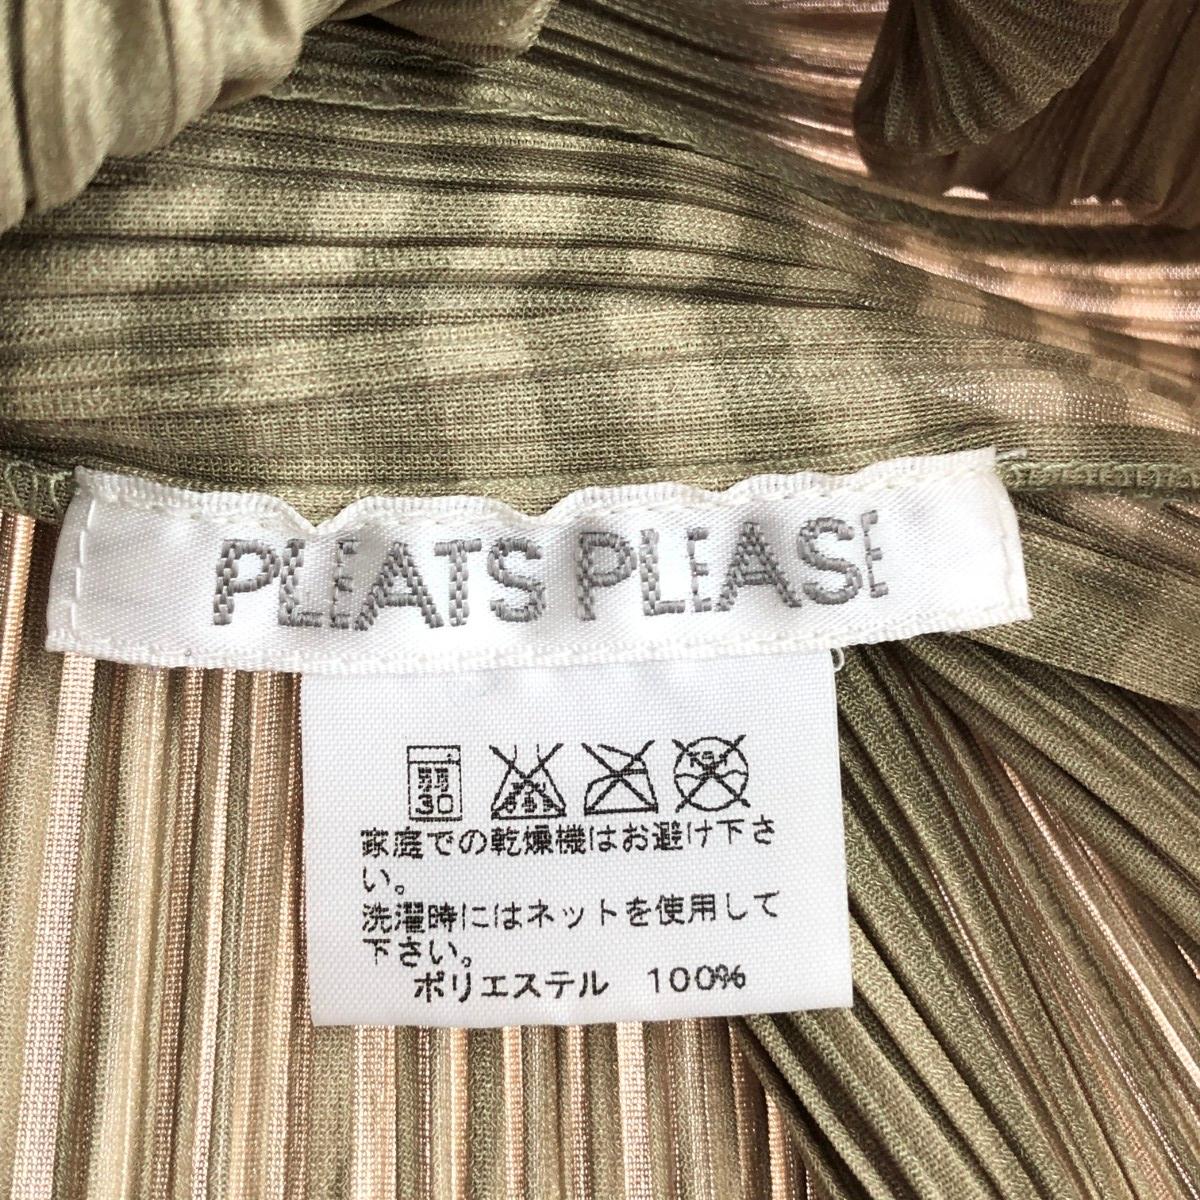 PLEATS PLEASE
弱
30
家庭での乾燥機はお避け下さ
い。
洗濯時にはネットを使用して
下さい。
ポリエステル 100%